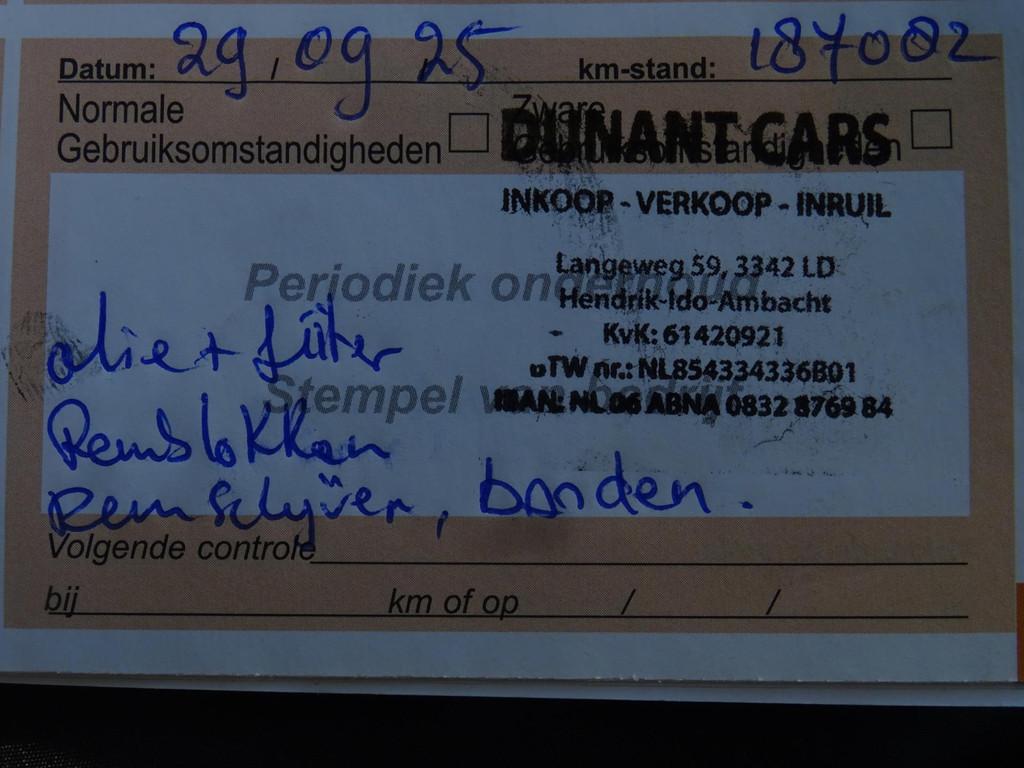 Datum: 29 / 09 25 km-stand: 187002
Normale Gebruiksomstandigheden
Zware Gebruiksomstandigheden
DUNANT CARS
INKOOP - VERKOOP - INRUIL
Langeweg 59, 3342 LD
Hendrik-Ido-Ambacht
KvK: 61420921
BTW nr.: NL854334336B01
IBAN: NL 06 ABNA 0832 8769 84
Periodiek onderhoud
Stempel van bedrijf
olie + filter
Remblokken
remschijven, banden.
Volgende controle
bij km of op / /